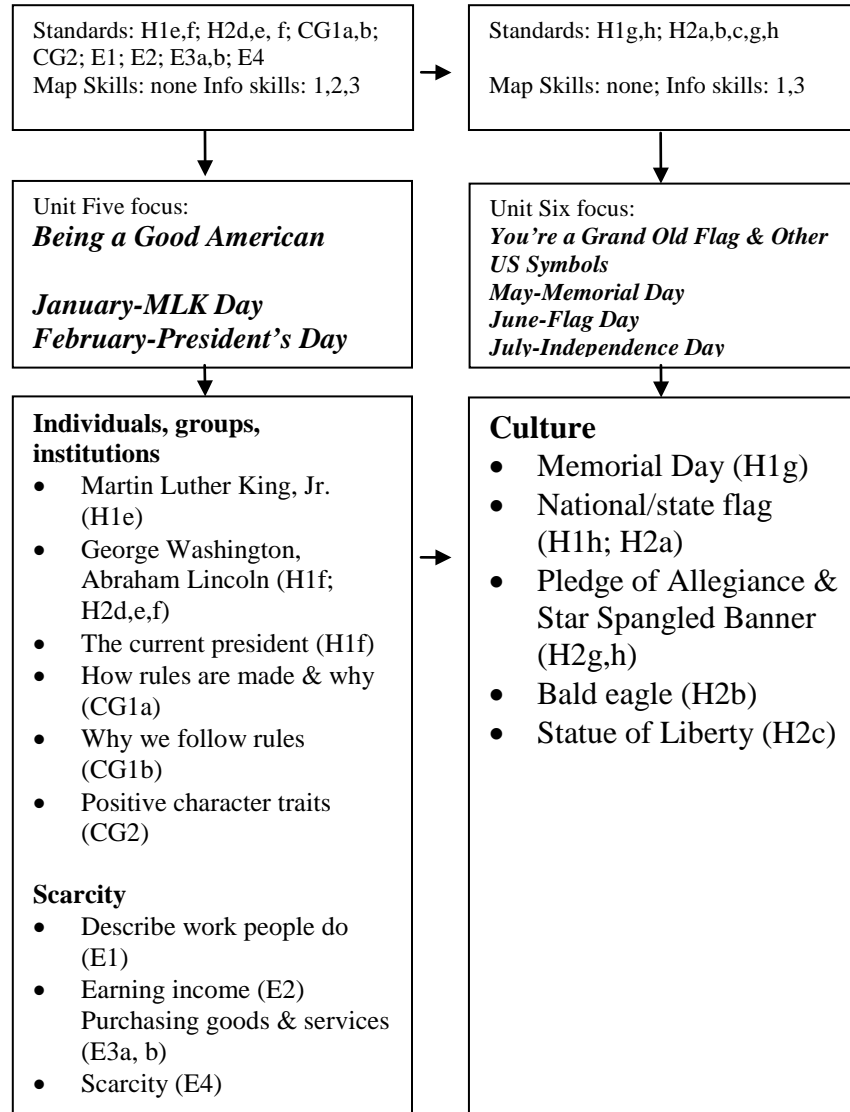 Standards: H1e,f; H2d,e, f; CG1a,b;
CG2; E1; E2; E3a,b; E4
Map Skills: none Info skills: 1,2,3
Standards: H1g,h; H2a,b,c,g,h
Map Skills: none; Info skills: 1,3
Unit Five focus:
Being a Good American
January-MLK Day
February-President’s Day
Unit Six focus:
You’re a Grand Old Flag & Other
US Symbols
May-Memorial Day
June-Flag Day
July-Independence Day
Individuals, groups,
institutions
• Martin Luther King, Jr.
(H1e)
• George Washington,
Abraham Lincoln (H1f;
H2d,e,f)
• The current president (H1f)
• How rules are made & why
(CG1a)
• Why we follow rules
(CG1b)
• Positive character traits
(CG2)
Scarcity
• Describe work people do
(E1)
• Earning income (E2)
Purchasing goods & services
(E3a, b)
• Scarcity (E4)
Culture
• Memorial Day (H1g)
• National/state flag
(H1h; H2a)
• Pledge of Allegiance &
Star Spangled Banner
(H2g,h)
• Bald eagle (H2b)
• Statue of Liberty (H2c)